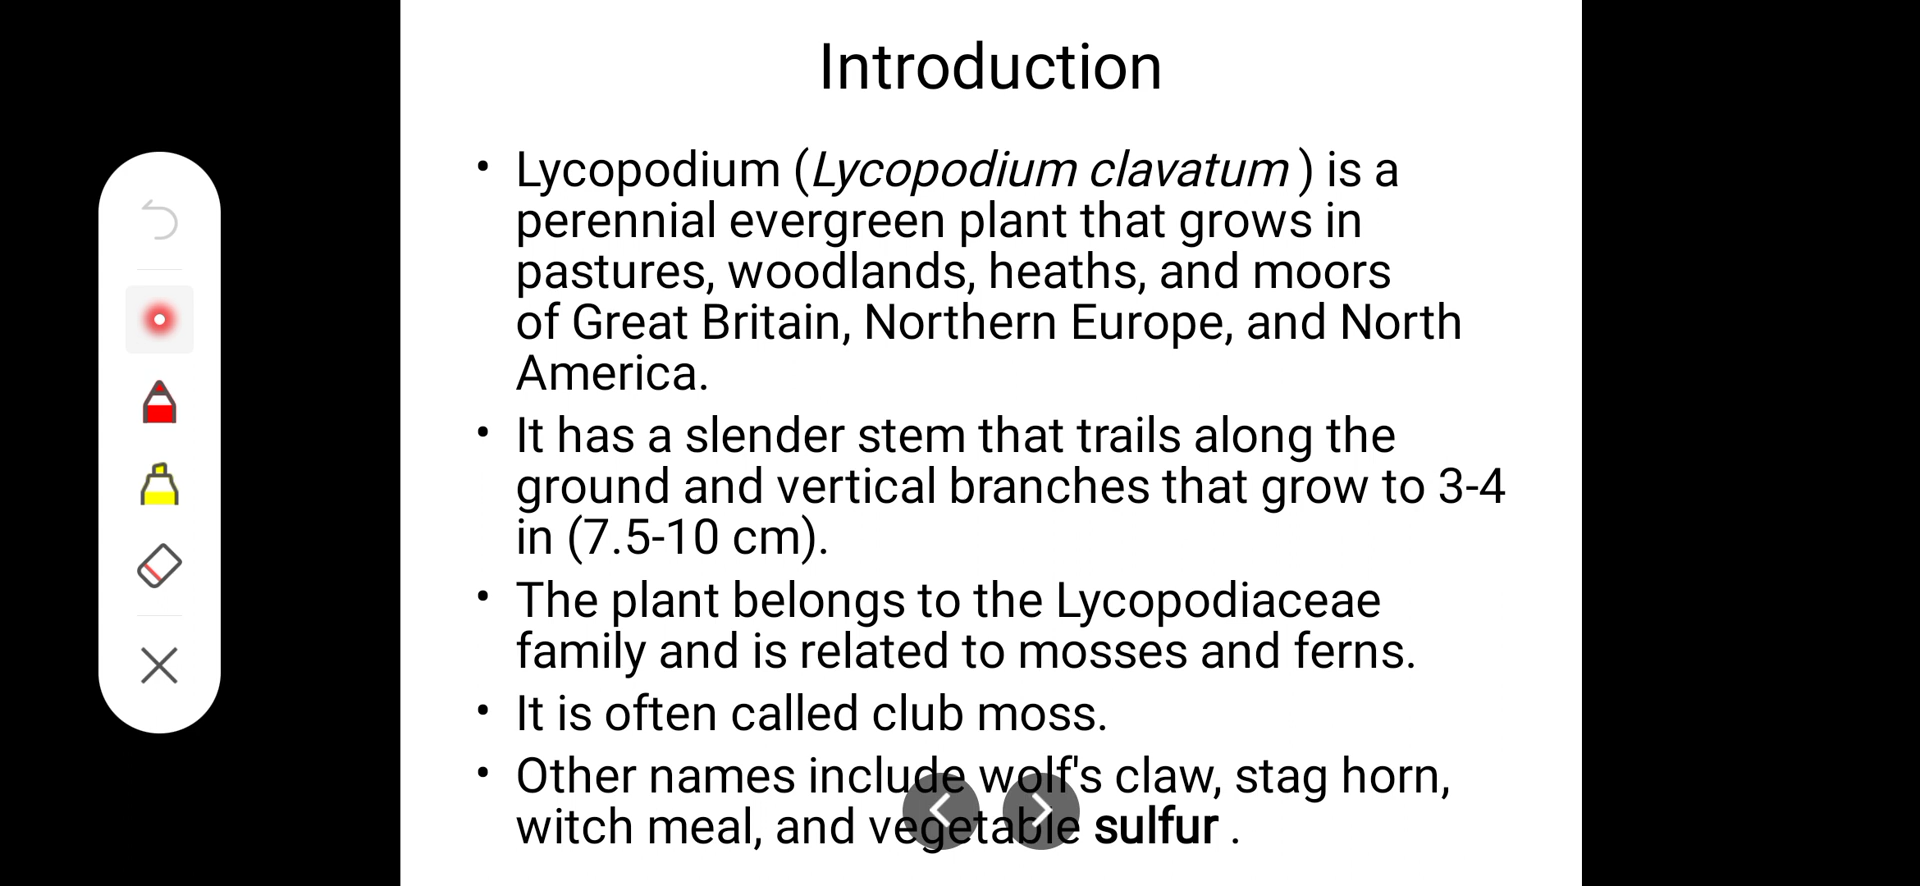 Introduction
• Lycopodium (Lycopodium clavatum ) is a
perennial evergreen plant that grows in
pastures, woodlands, heaths, and moors
of Great Britain, Northern Europe, and North
America.
• It has a slender stem that trails along the
ground and vertical branches that grow to 3-4
in (7.5-10 cm).
• The plant belongs to the Lycopodiaceae
family and is related to mosses and ferns.
• It is often called club moss.
• Other names include wolf's claw, stag horn,
witch meal, and vegetable sulfur .